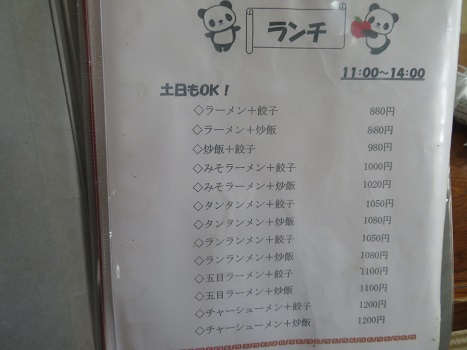 ランチ
11:00～14:00
土日もOK！
◇ラーメン＋餃子 860円
◇ラーメン＋炒飯 880円
◇炒飯＋餃子 980円
◇みそラーメン＋餃子 1000円
◇みそラーメン＋炒飯 1020円
◇タンタンメン＋餃子 1050円
◇タンタンメン＋炒飯 1080円
◇ランランメン＋餃子 1050円
◇ランランメン＋炒飯 1080円
◇五目ラーメン＋餃子 1100円
◇五目ラーメン＋炒飯 1100円
◇チャーシューメン＋餃子 1200円
◇チャーシューメン＋炒飯 1200円